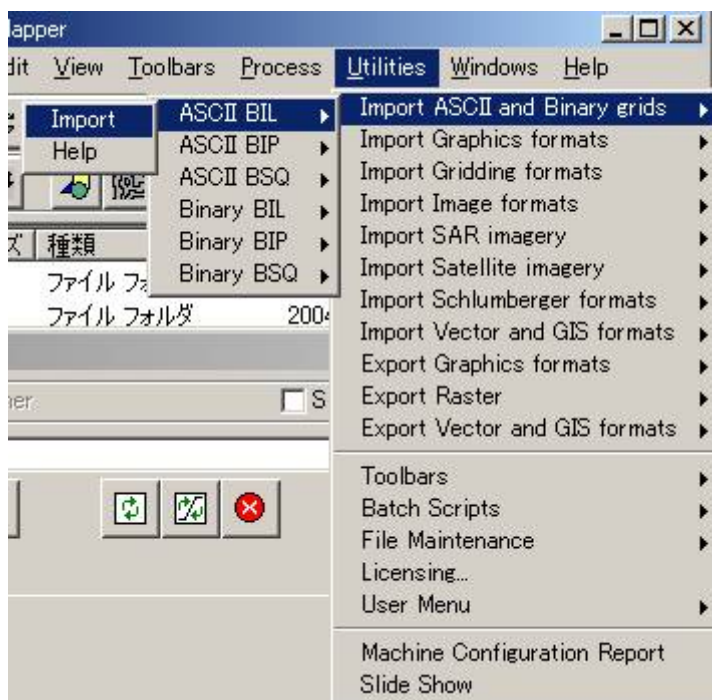 lapper
dit View Toolbars Process Utilities Windows Help
Import
Help
ASCII BIL
ASCII BIP
ASCII BSQ
Binary BIL
Binary BIP
Binary BSQ
Import ASCII and Binary grids
Import Graphics formats
Import Gridding formats
Import Image formats
Import SAR imagery
Import Satellite imagery
Import Schlumberger formats
Import Vector and GIS formats
Export Graphics formats
Export Raster
Export Vector and GIS formats
Toolbars
Batch Scripts
File Maintenance
Licensing...
User Menu
Machine Configuration Report
Slide Show
ズ 種類
ファイル フォ
ファイル フォルダ 2004
S